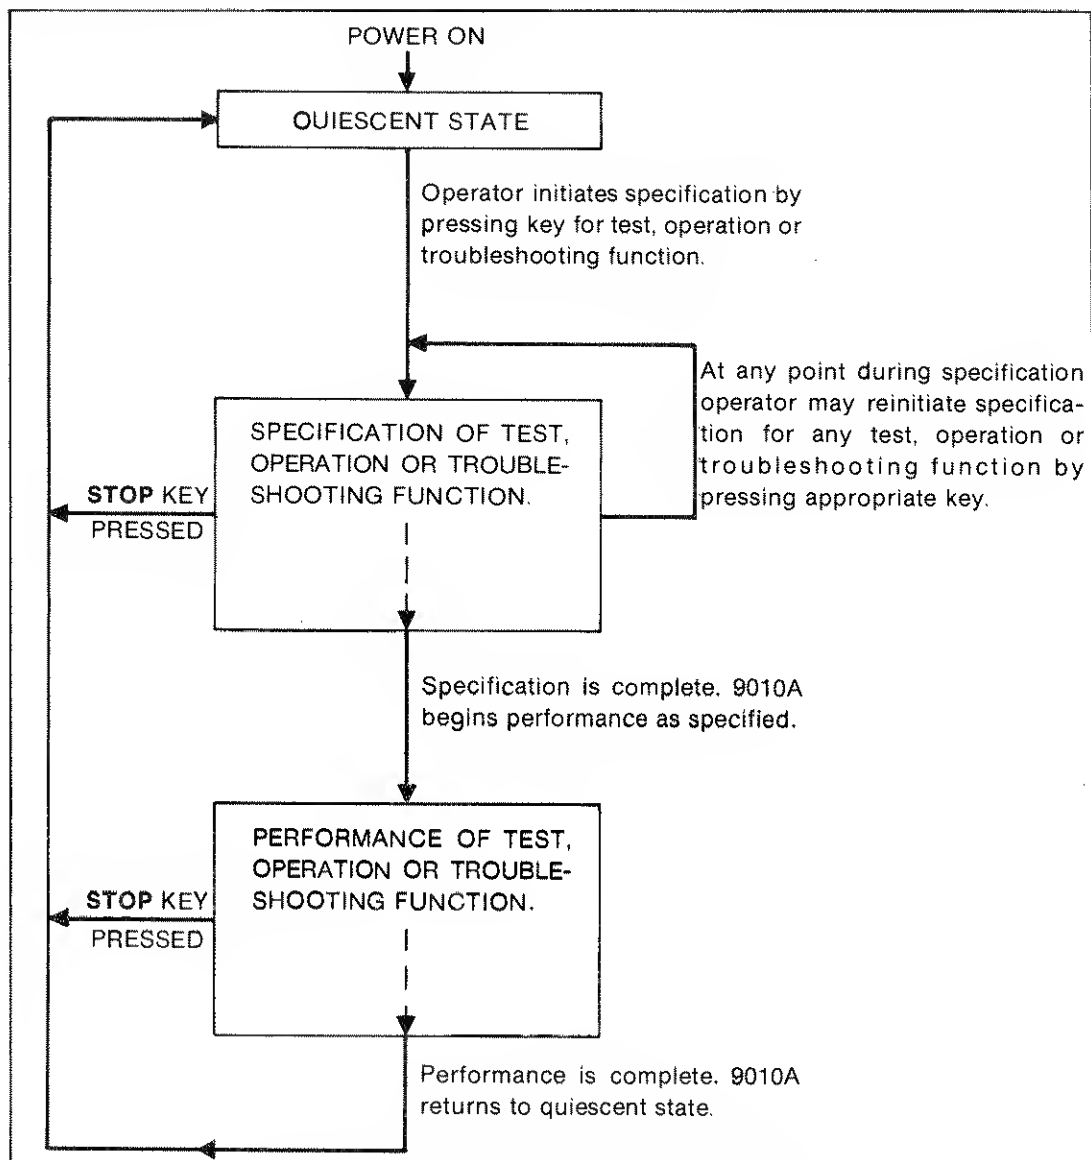 POWER ON
QUIESCENT STATE
Operator initiates specification by
pressing key for test, operation or
troubleshooting function.
At any point during specification
operator may reinitiate specifica-
tion for any test, operation or
troubleshooting function by
pressing appropriate key.
SPECIFICATION OF TEST,
OPERATION OR TROUBLE-
SHOOTING FUNCTION.
STOP KEY
PRESSED
Specification is complete. 9010A
begins performance as specified.
PERFORMANCE OF TEST,
OPERATION OR TROUBLE-
SHOOTING FUNCTION.
STOP KEY
PRESSED
Performance is complete. 9010A
returns to quiescent state.